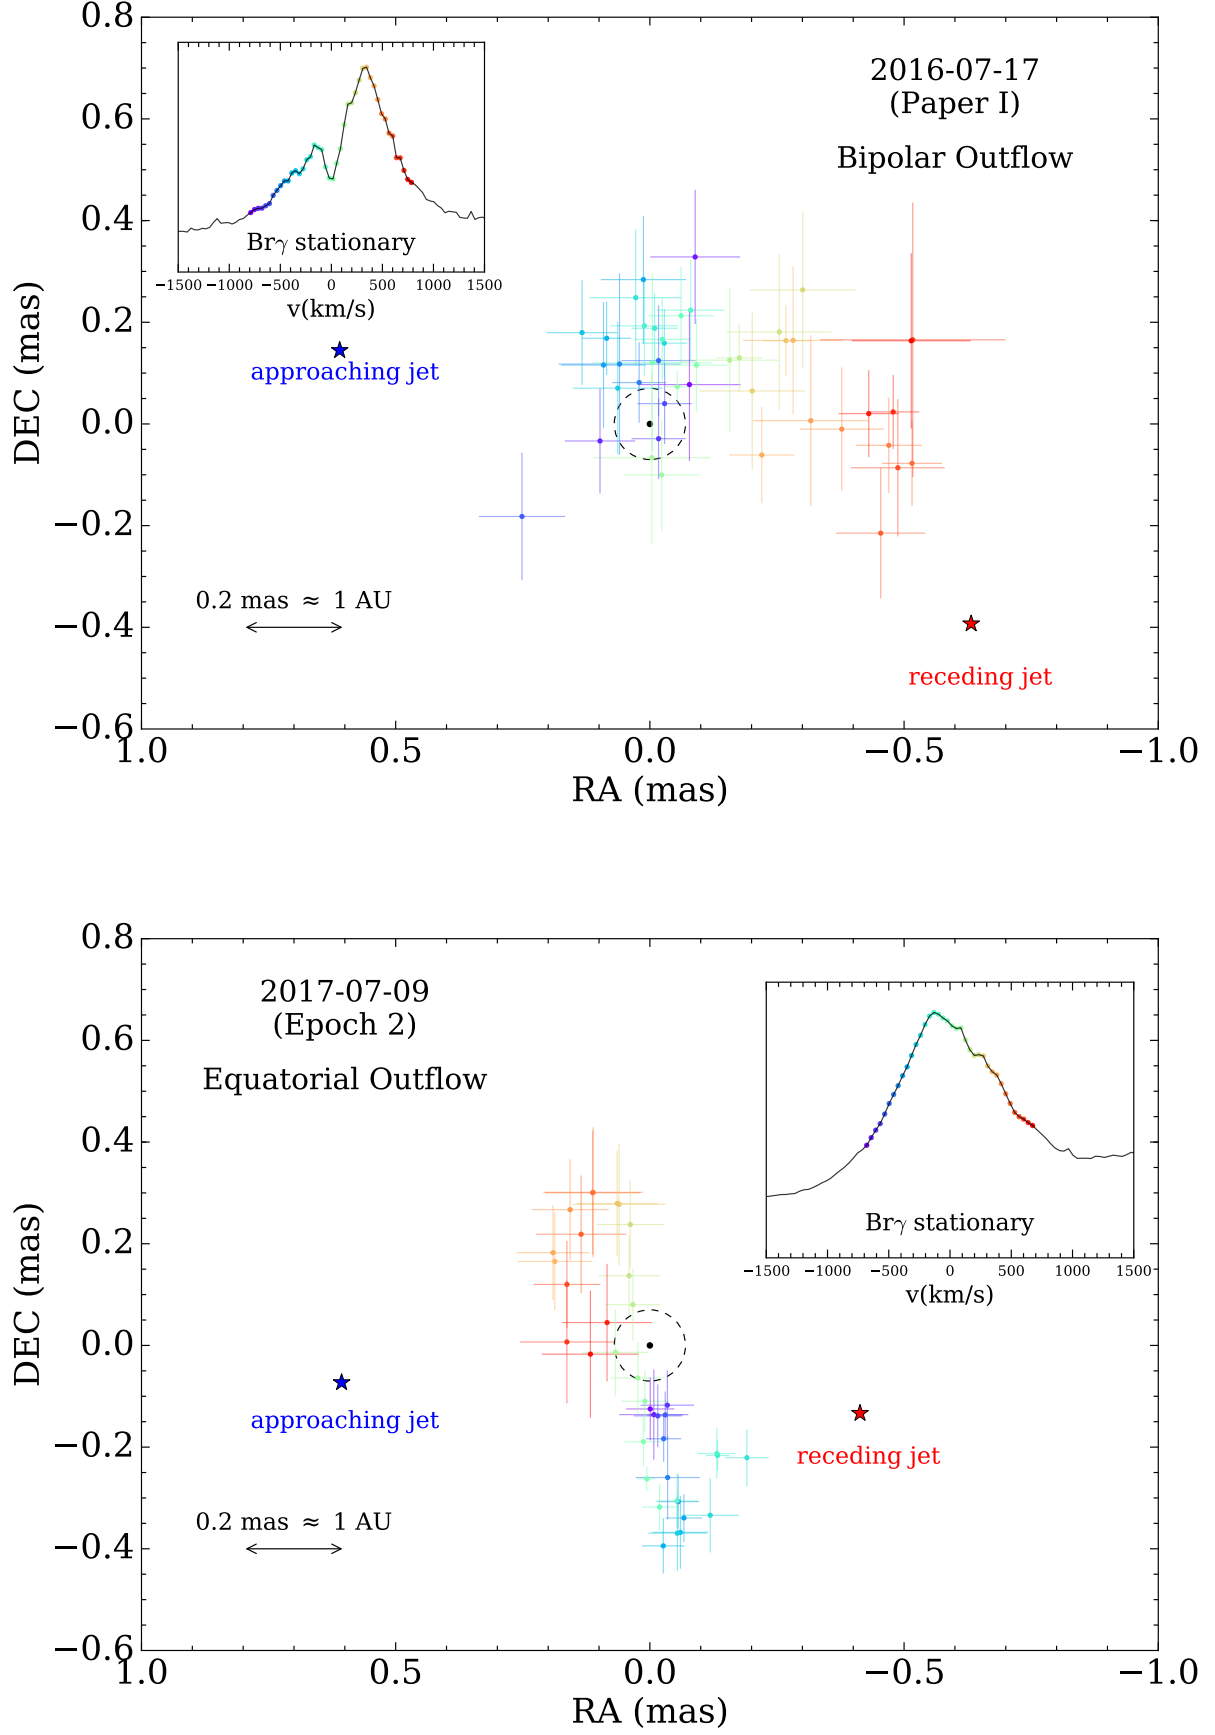 0.8
0.6
0.4
0.2
0.0
−0.2
−0.4
−0.6
DEC (mas)
1.0 0.5 0.0 −0.5 −1.0
RA (mas)
2016-07-17
(Paper I)
Bipolar Outflow
Brγ stationary
−1500 −1000 −500 0 500 1000 1500
v(km/s)
approaching jet
0.2 mas ≈ 1 AU
receding jet
0.8
0.6
0.4
0.2
0.0
−0.2
−0.4
−0.6
DEC (mas)
1.0 0.5 0.0 −0.5 −1.0
RA (mas)
2017-07-09
(Epoch 2)
Equatorial Outflow
Brγ stationary
−1500 −1000 −500 0 500 1000 1500
v(km/s)
approaching jet
receding jet
0.2 mas ≈ 1 AU